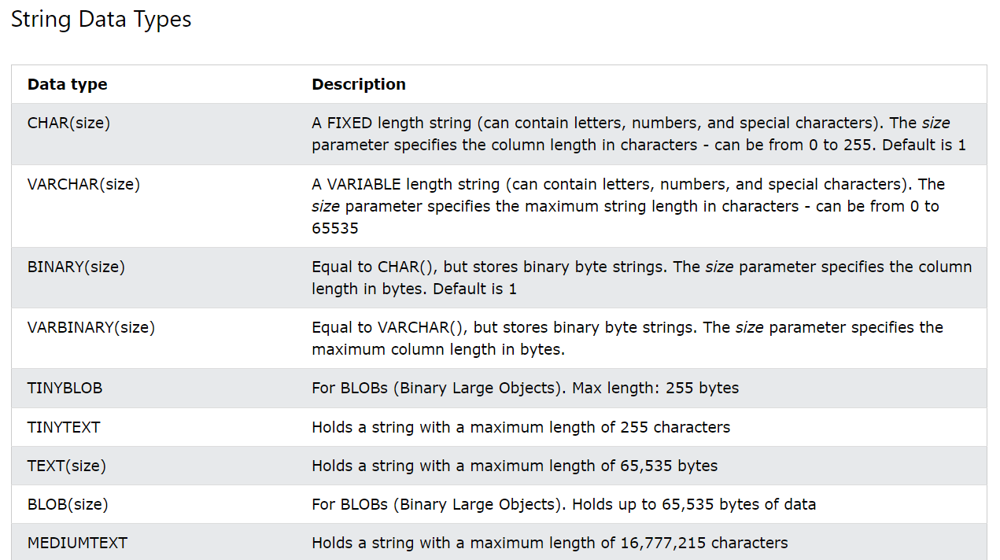 String Data Types
Data type Description
CHAR(size) A FIXED length string (can contain letters, numbers, and special characters). The size
parameter specifies the column length in characters - can be from 0 to 255. Default is 1
VARCHAR(size) A VARIABLE length string (can contain letters, numbers, and special characters). The
size parameter specifies the maximum string length in characters - can be from 0 to
65535
BINARY(size) Equal to CHAR(), but stores binary byte strings. The size parameter specifies the column
length in bytes. Default is 1
VARBINARY(size) Equal to VARCHAR(), but stores binary byte strings. The size parameter specifies the
maximum column length in bytes.
TINYBLOB For BLOBs (Binary Large Objects). Max length: 255 bytes
TINYTEXT Holds a string with a maximum length of 255 characters
TEXT(size) Holds a string with a maximum length of 65,535 bytes
BLOB(size) For BLOBs (Binary Large Objects). Holds up to 65,535 bytes of data
MEDIUMTEXT Holds a string with a maximum length of 16,777,215 characters